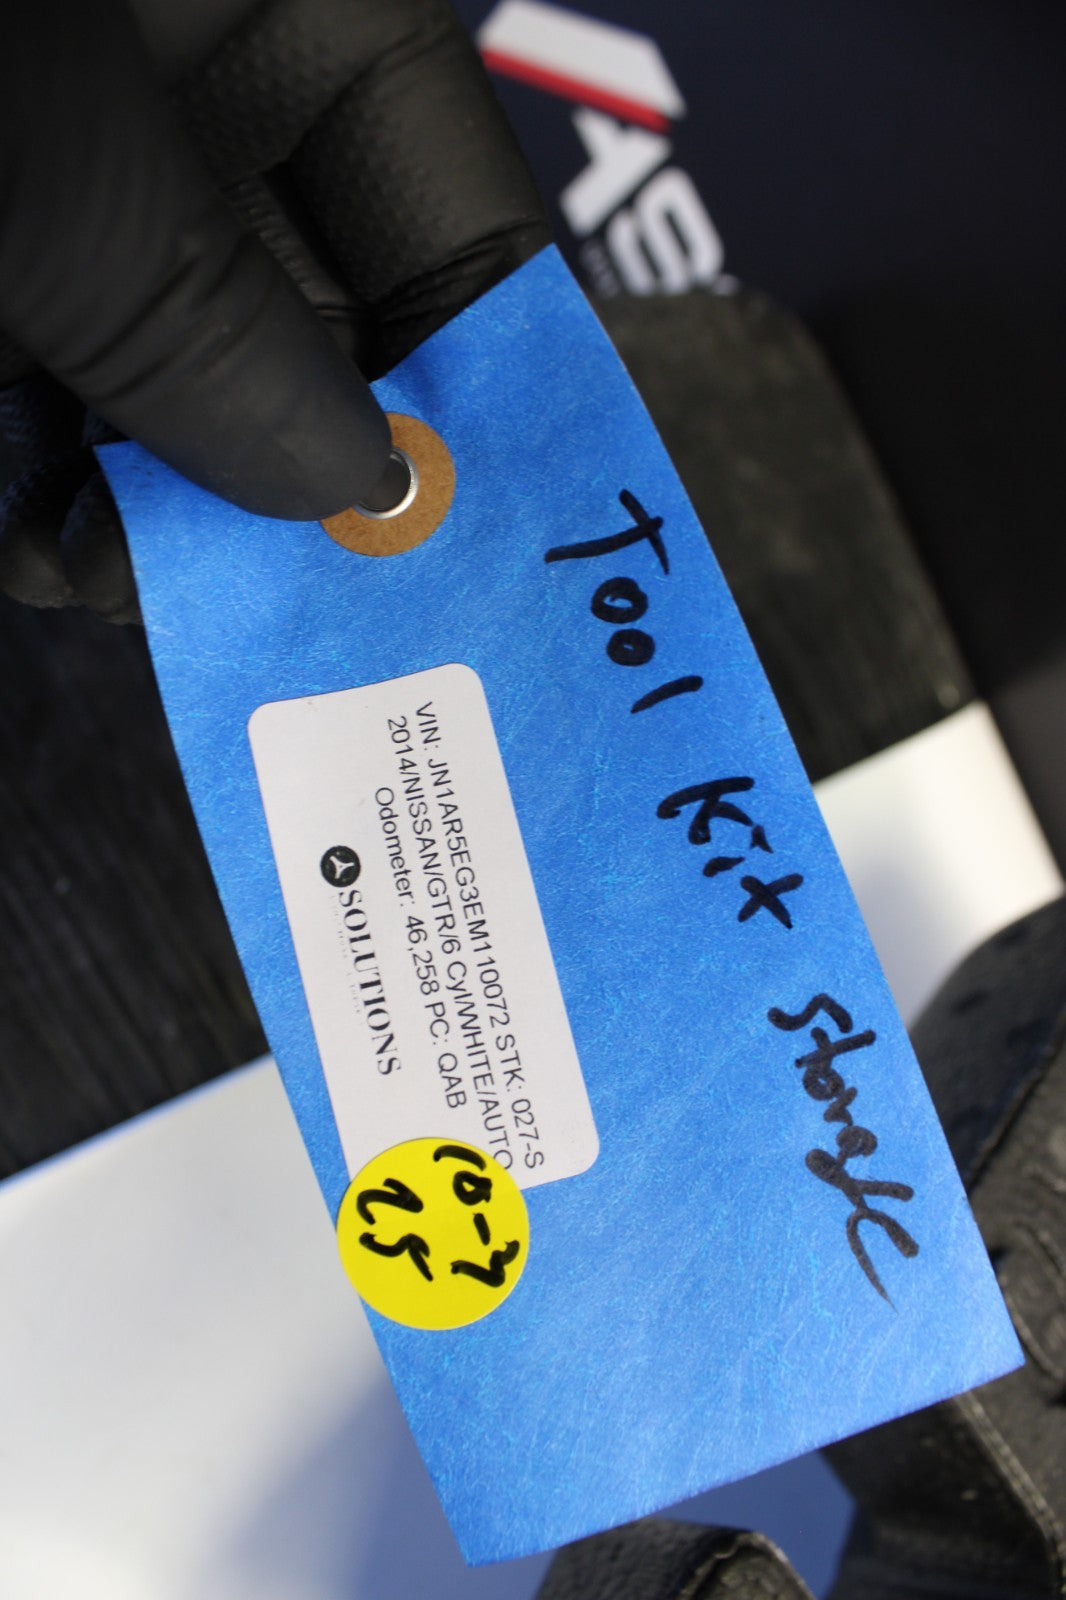 Tool Kit Storage
VIN: JN1AR5EG3EM110072 STK: 027-S
2014/NISSAN/GTR/6 Cyl/WHITE/AUTO
Odometer: 46,258 PC: QAB
SOLUTIONS
10-3
25